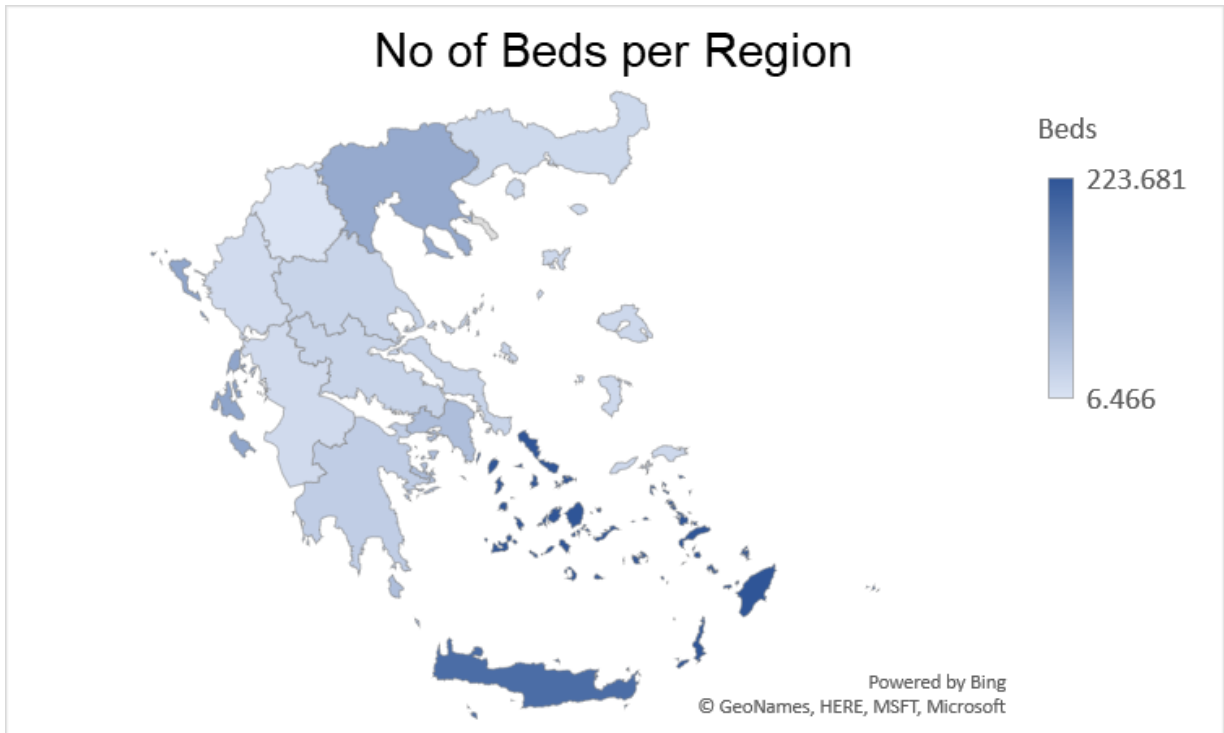 No of Beds per Region
Beds
223.681
6.466
Powered by Bing
© GeoNames, HERE, MSFT, Microsoft